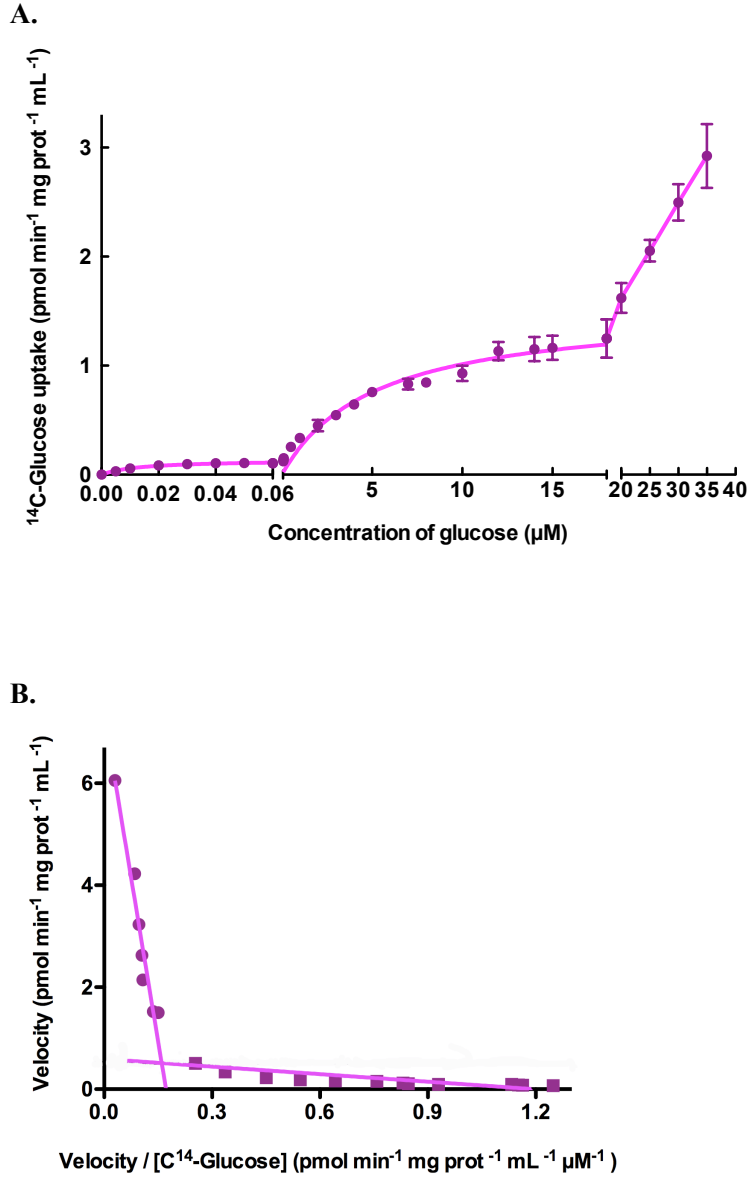 A.
¹⁴C-Glucose uptake (pmol min⁻¹ mg prot ⁻¹ mL ⁻¹)
3
2
1
0
0.00 0.02 0.04 0.06 5 10 15 20 25 30 35 40
Concentration of glucose (µM)
B.
Velocity (pmol min⁻¹ mg prot ⁻¹ mL ⁻¹)
6
4
2
0
0.0 0.3 0.6 0.9 1.2
Velocity / [C¹⁴-Glucose] (pmol min⁻¹ mg prot ⁻¹ mL ⁻¹ µM⁻¹ )